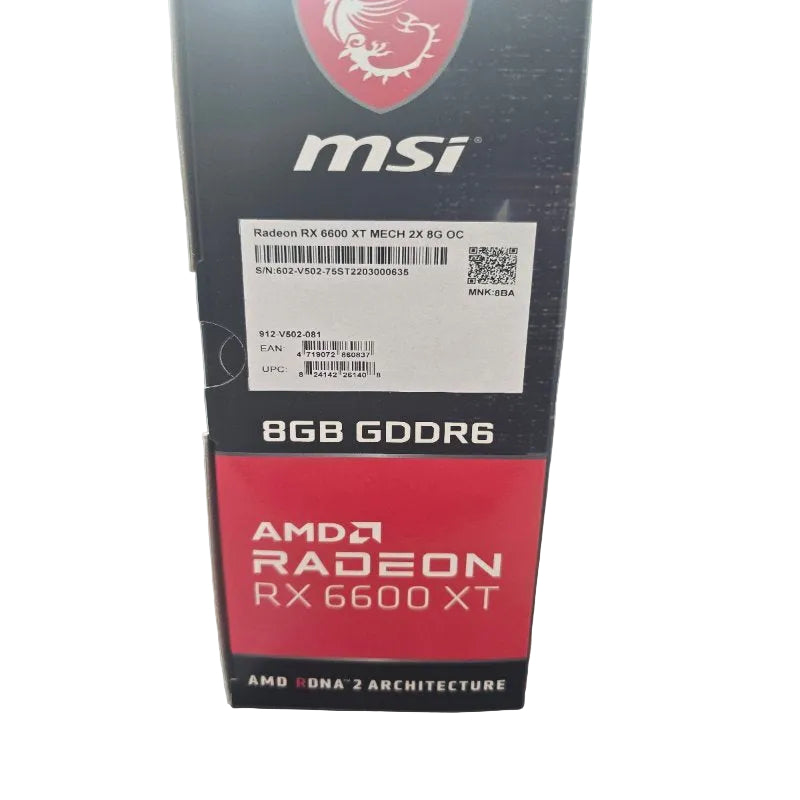 msi
Radeon RX 6600 XT MECH 2X 8G OC
S/N:602-V502-75ST2203000635
MNK:8BA
912-V502-081
EAN: 4 719072 860837
UPC: 8 24142 26140 8
8GB GDDR6
AMD
RADEON
RX 6600 XT
AMD RDNA™ 2 ARCHITECTURE